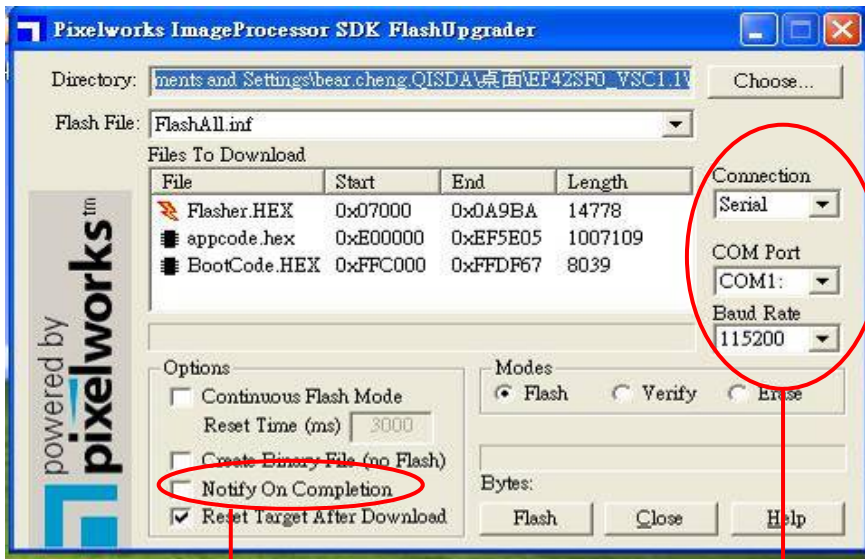 Pixelworks ImageProcessor SDK FlashUpgrader
Directory: ments and Settings\bear.cheng.QISDA\桌面\EP42SF0_VSC1.1\
Choose...
Flash File: FlashAll.inf
Files To Download
File Start End Length
Flasher.HEX 0x07000 0x0A9BA 14778
appcode.hex 0xE00000 0xEF5E05 1007109
BootCode.HEX 0xFFC000 0xFFDF67 8039
Connection
Serial
COM Port
COM1:
Baud Rate
115200
powered by
pixelworks™
Options
Continuous Flash Mode
Reset Time (ms) 3000
Create Binary File (no Flash)
Notify On Completion
Reset Target After Download
Modes
Flash Verify Erase
Bytes:
Flash Close Help